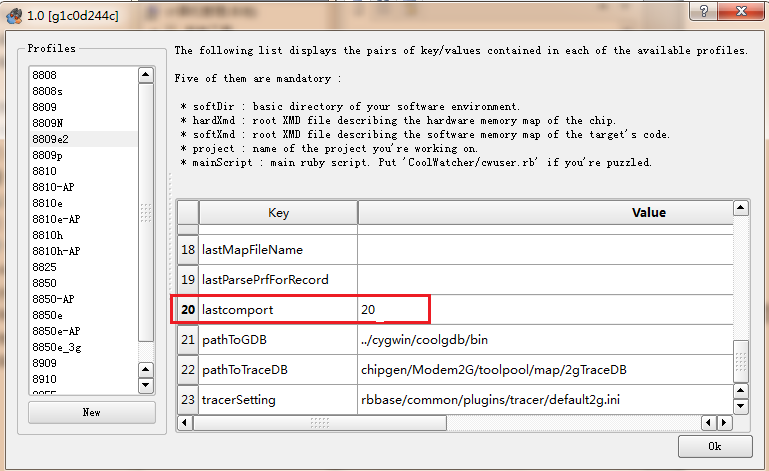 1.0 [g1c0d244c]
Profiles
8808
8808s
8809
8809N
8809e2
8809p
8810
8810-AP
8810e
8810e-AP
8810h
8810h-AP
8825
8850
8850-AP
8850e
8850e-AP
8850e_3g
8909
8910
New
The following list displays the pairs of key/values contained in each of the available profiles.
Five of them are mandatory :
* softDir : basic directory of your software environment.
* hardXmd : root XMD file describing the hardware memory map of the chip.
* softXmd : root XMD file describing the software memory map of the target's code.
* project : name of the project you're working on.
* mainScript : main ruby script. Put 'CoolWatcher/cwuser.rb' if you're puzzled.
Key Value
18 lastMapFileName
19 lastParsePrfForRecord
20 lastcomport 20
21 pathToGDB ../cygwin/coolgdb/bin
22 pathToTraceDB chipgen/Modem2G/toolpool/map/2gTraceDB
23 tracerSetting rbbase/common/plugins/tracer/default2g.ini
Ok